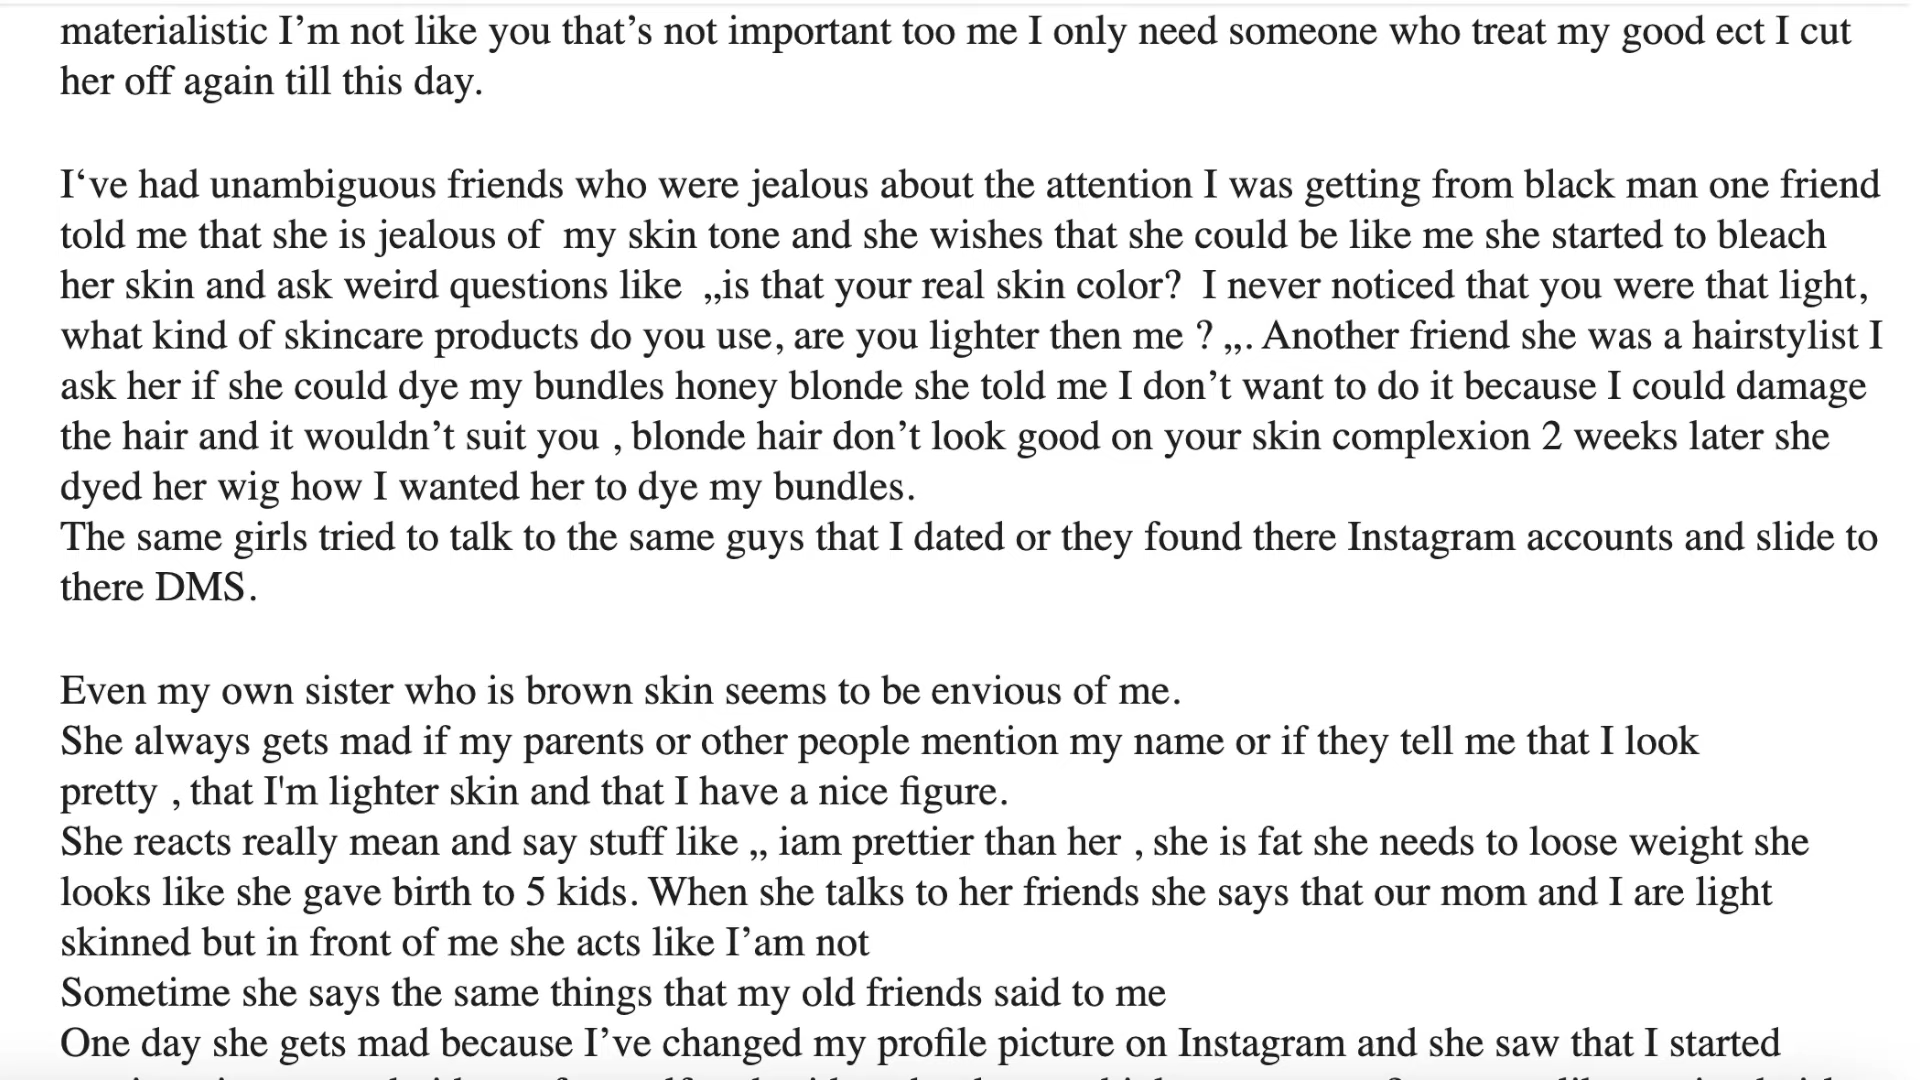 materialistic I’m not like you that’s not important too me I only need someone who treat my good ect I cut
her off again till this day.
I‘ve had unambiguous friends who were jealous about the attention I was getting from black man one friend
told me that she is jealous of  my skin tone and she wishes that she could be like me she started to bleach
her skin and ask weird questions like  „is that your real skin color?  I never noticed that you were that light,
what kind of skincare products do you use, are you lighter then me ? „. Another friend she was a hairstylist I
ask her if she could dye my bundles honey blonde she told me I don’t want to do it because I could damage
the hair and it wouldn’t suit you , blonde hair don’t look good on your skin complexion 2 weeks later she
dyed her wig how I wanted her to dye my bundles.
The same girls tried to talk to the same guys that I dated or they found there Instagram accounts and slide to
there DMS.
Even my own sister who is brown skin seems to be envious of me.
She always gets mad if my parents or other people mention my name or if they tell me that I look
pretty , that I'm lighter skin and that I have a nice figure.
She reacts really mean and say stuff like „ iam prettier than her , she is fat she needs to loose weight she
looks like she gave birth to 5 kids. When she talks to her friends she says that our mom and I are light
skinned but in front of me she acts like I’am not
Sometime she says the same things that my old friends said to me
One day she gets mad because I’ve changed my profile picture on Instagram and she saw that I started